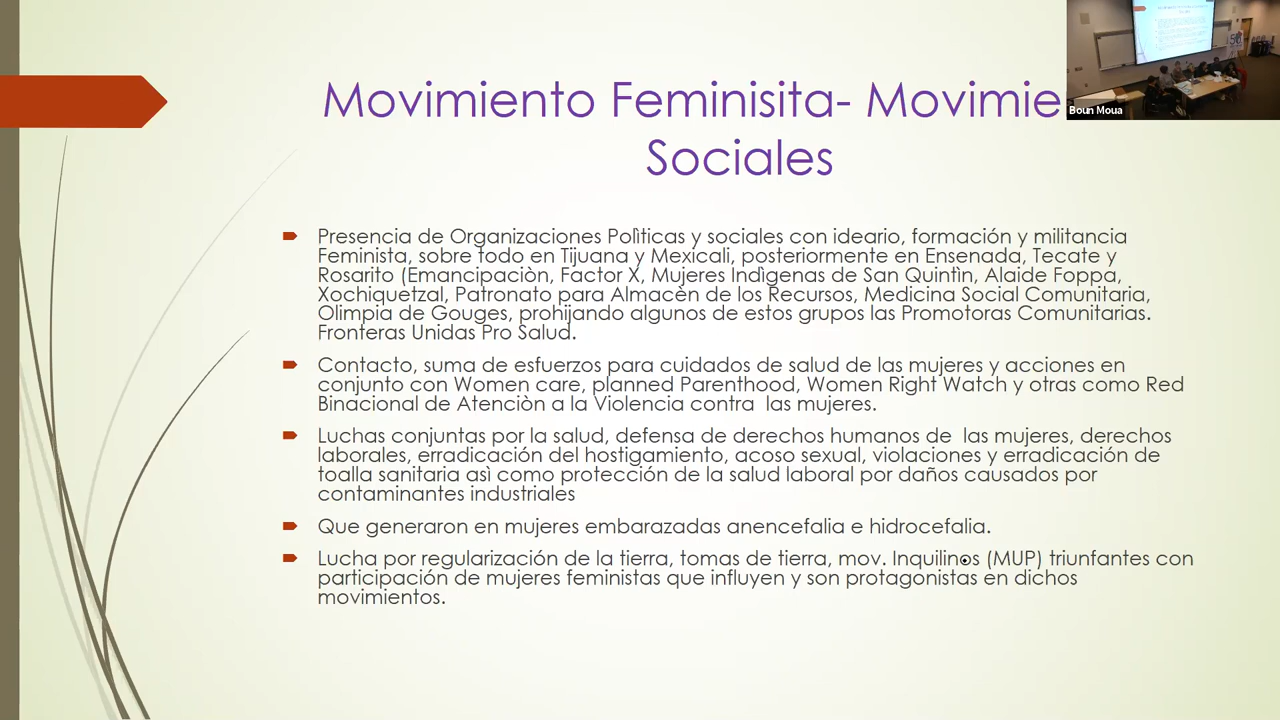 Movimiento Feminisita- Movimie
Sociales
Boun Moua
Presencia de Organizaciones Polìticas y sociales con ideario, formación y militancia
Feminista, sobre todo en Tijuana y Mexicali, posteriormente en Ensenada, Tecate y
Rosarito (Emancipaciòn, Factor X, Mujeres Indìgenas de San Quintìn, Alaide Foppa,
Xochiquetzal, Patronato para Almacèn de los Recursos, Medicina Social Comunitaria,
Olimpia de Gouges, prohijando algunos de estos grupos las Promotoras Comunitarias.
Fronteras Unidas Pro Salud.
Contacto, suma de esfuerzos para cuidados de salud de las mujeres y acciones en
conjunto con Women care, planned Parenthood, Women Right Watch y otras como Red
Binacional de Atenciòn a la Violencia contra las mujeres.
Luchas conjuntas por la salud, defensa de derechos humanos de las mujeres, derechos
laborales, erradicación del hostigamiento, acoso sexual, violaciones y erradicación de
toalla sanitaria asì como protección de la salud laboral por daños causados por
contaminantes industriales
Que generaron en mujeres embarazadas anencefalia e hidrocefalia.
Lucha por regularización de la tierra, tomas de tierra, mov. Inquilinos (MUP) triunfantes con
participación de mujeres feministas que influyen y son protagonistas en dichos
movimientos.